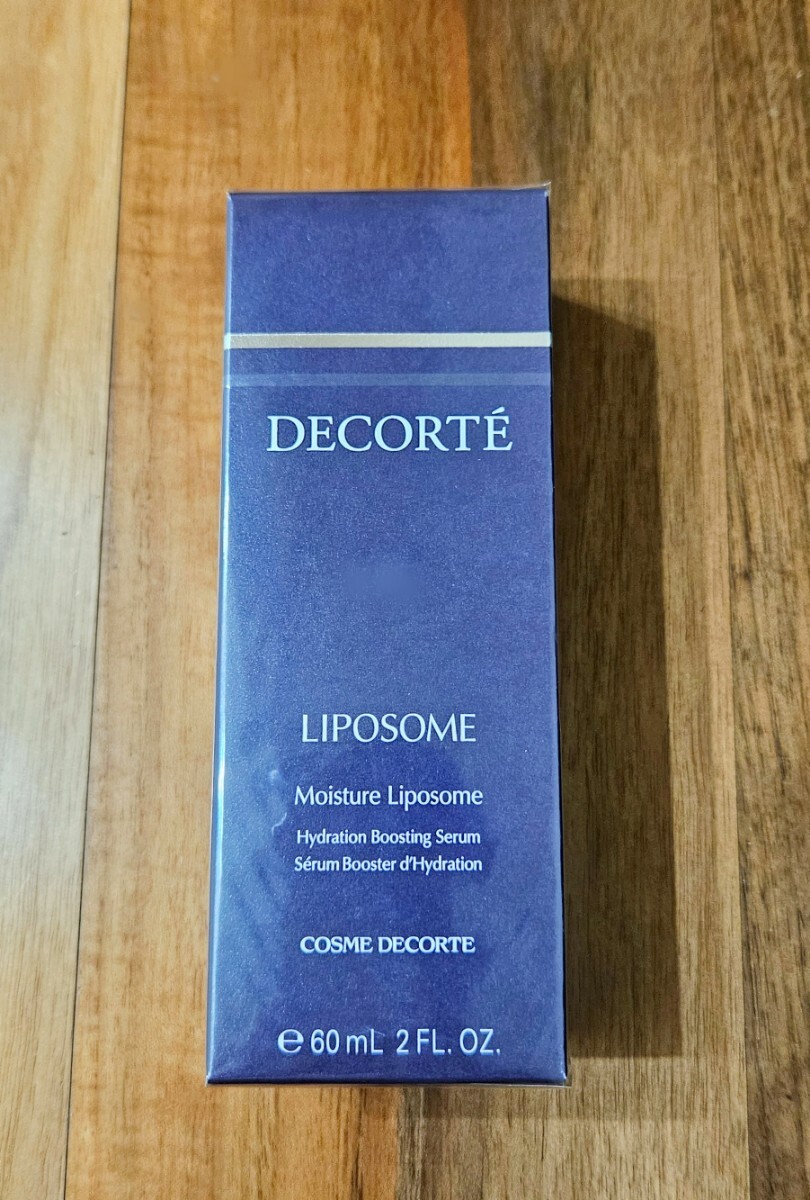 DECORTÉ
LIPOSOME
Moisture Liposome
Hydration Boosting Serum
Sérum Booster d'Hydration
COSME DECORTE
℮ 60 mL 2 FL. OZ.